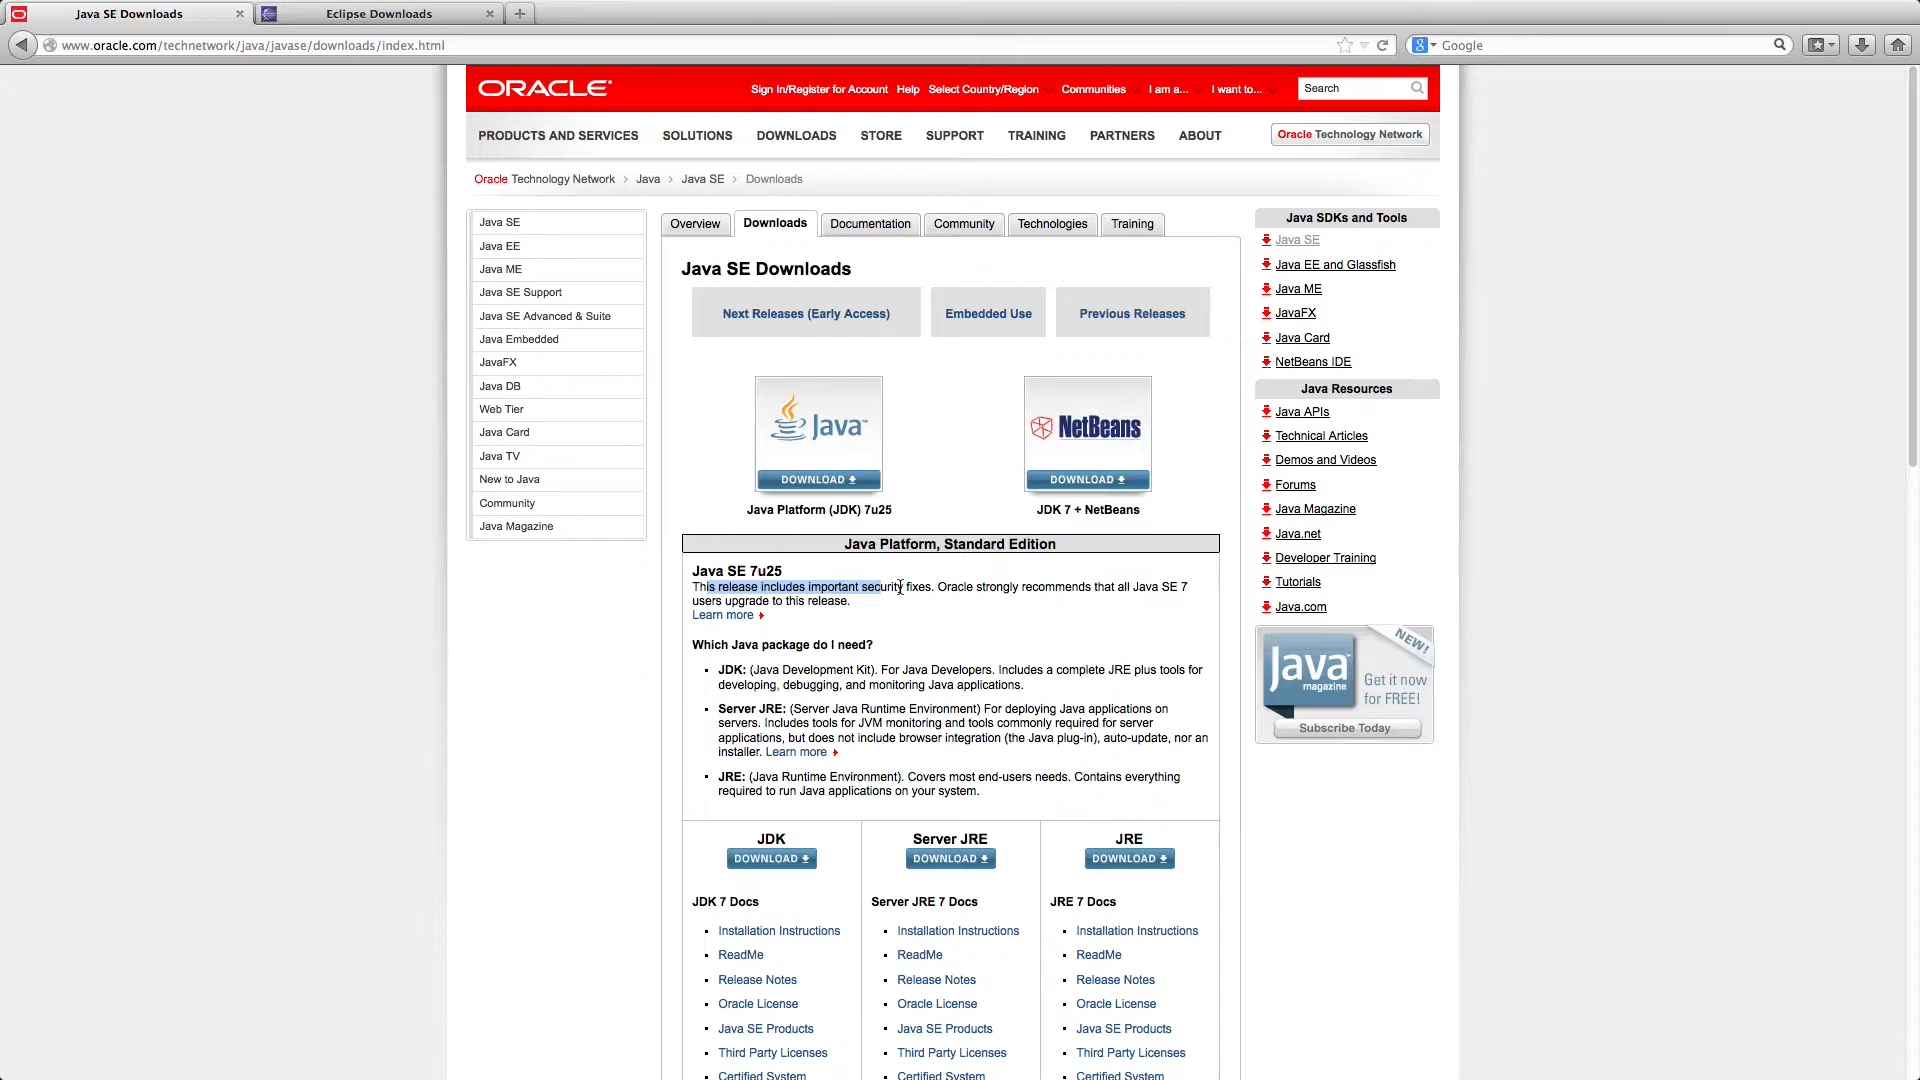 Java SE Downloads
Eclipse Downloads
www.oracle.com/technetwork/java/javase/downloads/index.html
Google
ORACLE
Sign In/Register for Account Help Select Country/Region Communities I am a... I want to... Search
PRODUCTS AND SERVICES SOLUTIONS DOWNLOADS STORE SUPPORT TRAINING PARTNERS ABOUT Oracle Technology Network
Oracle Technology Network > Java > Java SE > Downloads
Java SE
Java EE
Java ME
Java SE Support
Java SE Advanced & Suite
Java Embedded
JavaFX
Java DB
Web Tier
Java Card
Java TV
New to Java
Community
Java Magazine
Overview Downloads Documentation Community Technologies Training
Java SE Downloads
Next Releases (Early Access) Embedded Use Previous Releases
Java™
DOWNLOAD
Java Platform (JDK) 7u25
NetBeans
DOWNLOAD
JDK 7 + NetBeans
Java Platform, Standard Edition
Java SE 7u25
This release includes important security fixes. Oracle strongly recommends that all Java SE 7
users upgrade to this release.
Learn more
Which Java package do I need?
JDK: (Java Development Kit). For Java Developers. Includes a complete JRE plus tools for
developing, debugging, and monitoring Java applications.
Server JRE: (Server Java Runtime Environment) For deploying Java applications on
servers. Includes tools for JVM monitoring and tools commonly required for server
applications, but does not include browser integration (the Java plug-in), auto-update, nor an
installer. Learn more
JRE: (Java Runtime Environment). Covers most end-users needs. Contains everything
required to run Java applications on your system.
JDK
DOWNLOAD
JDK 7 Docs
Installation Instructions
ReadMe
Release Notes
Oracle License
Java SE Products
Third Party Licenses
Certified System
Server JRE
DOWNLOAD
Server JRE 7 Docs
Installation Instructions
ReadMe
Release Notes
Oracle License
Java SE Products
Third Party Licenses
Certified System
JRE
DOWNLOAD
JRE 7 Docs
Installation Instructions
ReadMe
Release Notes
Oracle License
Java SE Products
Third Party Licenses
Certified System
Java SDKs and Tools
Java SE
Java EE and Glassfish
Java ME
JavaFX
Java Card
NetBeans IDE
Java Resources
Java APIs
Technical Articles
Demos and Videos
Forums
Java Magazine
Java.net
Developer Training
Tutorials
Java.com
NEW!
Java™
magazine
Get it now
for FREE!
Subscribe Today